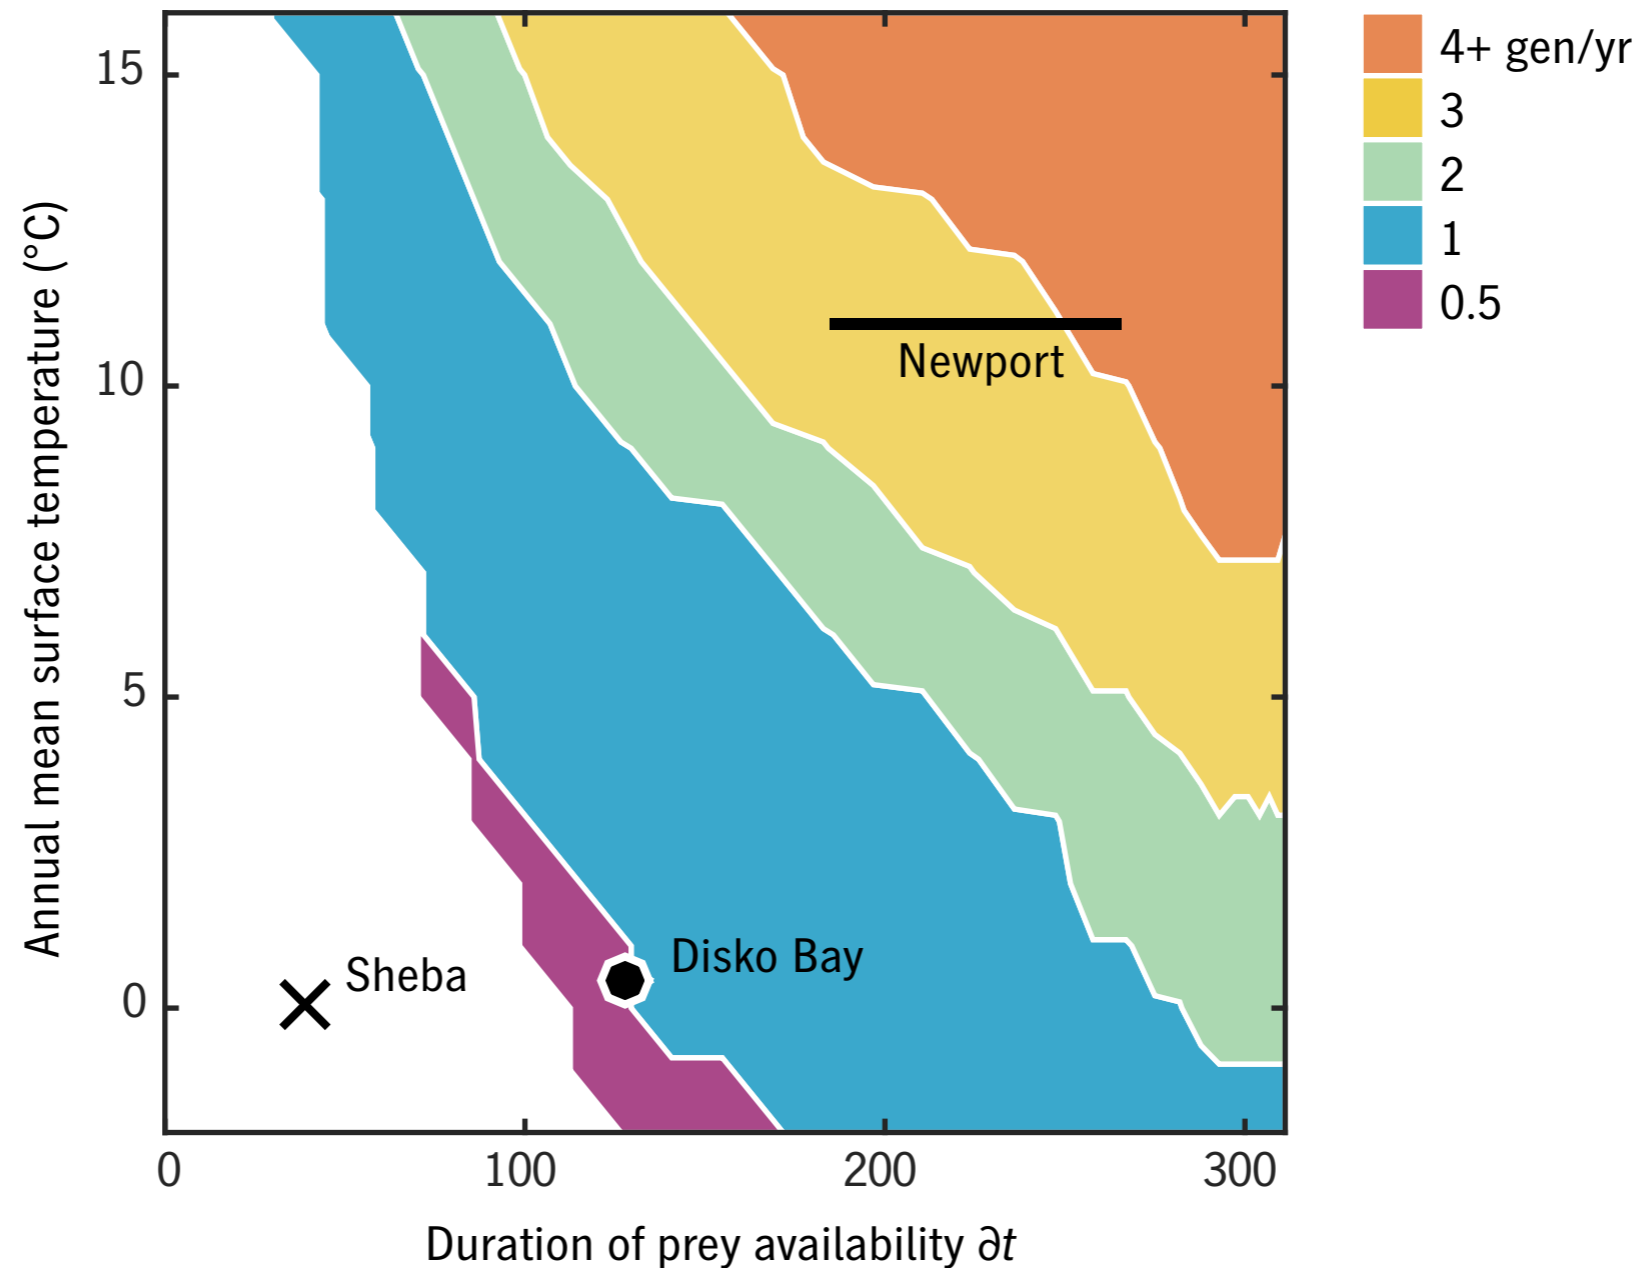 15
10
5
0
Annual mean surface temperature (°C)
0
100
200
300
Duration of prey availability ∂t
Newport
Disko Bay
Sheba
4+ gen/yr
3
2
1
0.5